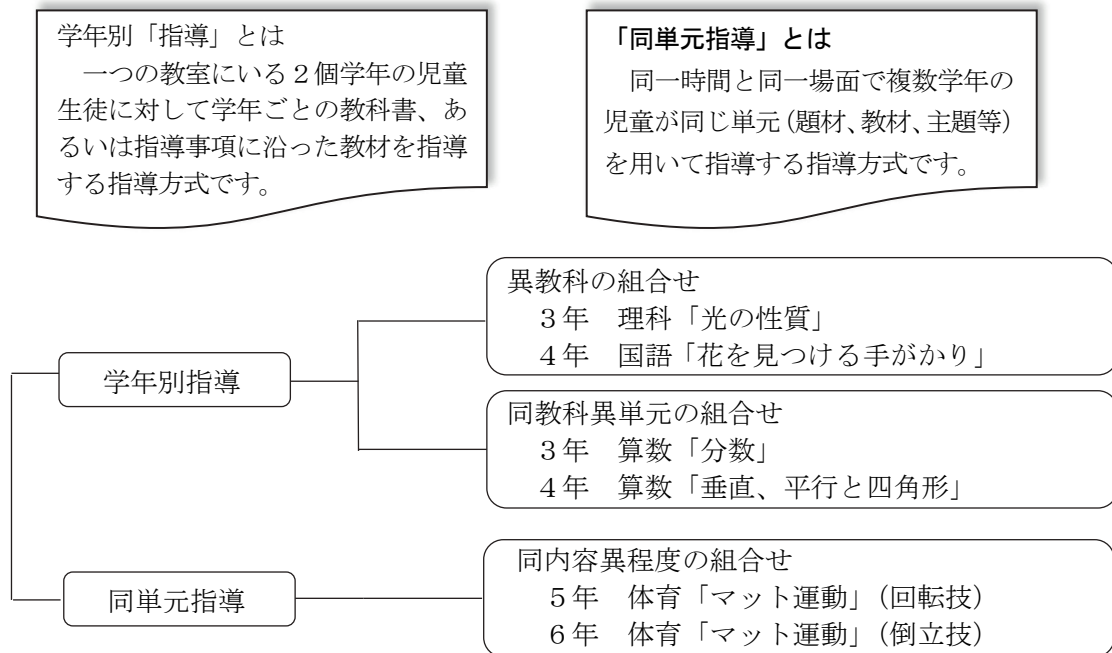 学年別「指導」とは
　一つの教室にいる２個学年の児童
生徒に対して学年ごとの教科書、あ
るいは指導事項に沿った教材を指導
する指導方式です。
「同単元指導」とは
　同一時間と同一場面で複数学年の
児童が同じ単元（題材、教材、主題等）
を用いて指導する指導方式です。
異教科の組合せ
３年　理科「光の性質」
４年　国語「花を見つける手がかり」
学年別指導
同教科異単元の組合せ
３年　算数「分数」
４年　算数「垂直、平行と四角形」
同内容異程度の組合せ
５年　体育「マット運動」（回転技）
同単元指導
６年　体育「マット運動」（倒立技）